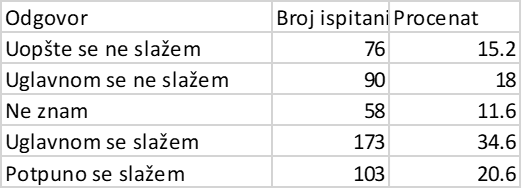 Odgovor Broj ispitani Procenat
Uopšte se ne slažem 76 15.2
Uglavnom se ne slažem 90 18
Ne znam 58 11.6
Uglavnom se slažem 173 34.6
Potpuno se slažem 103 20.6